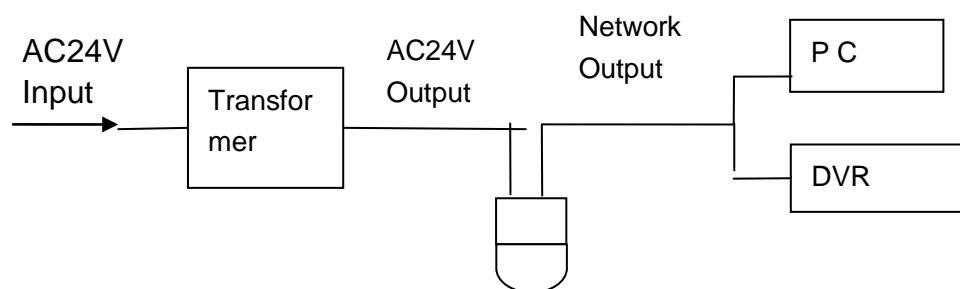 AC24V
Input
Transfor
mer
AC24V
Output
Network
Output
P C
DVR